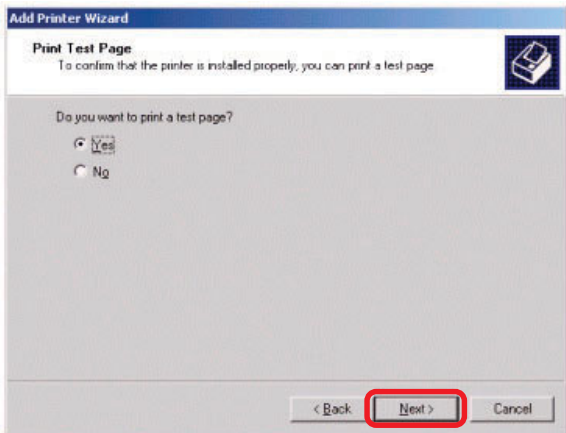 Add Printer Wizard
Print Test Page
To confirm that the printer is installed properly, you can print a test page
Do you want to print a test page?
Yes
No
< Back
Next >
Cancel